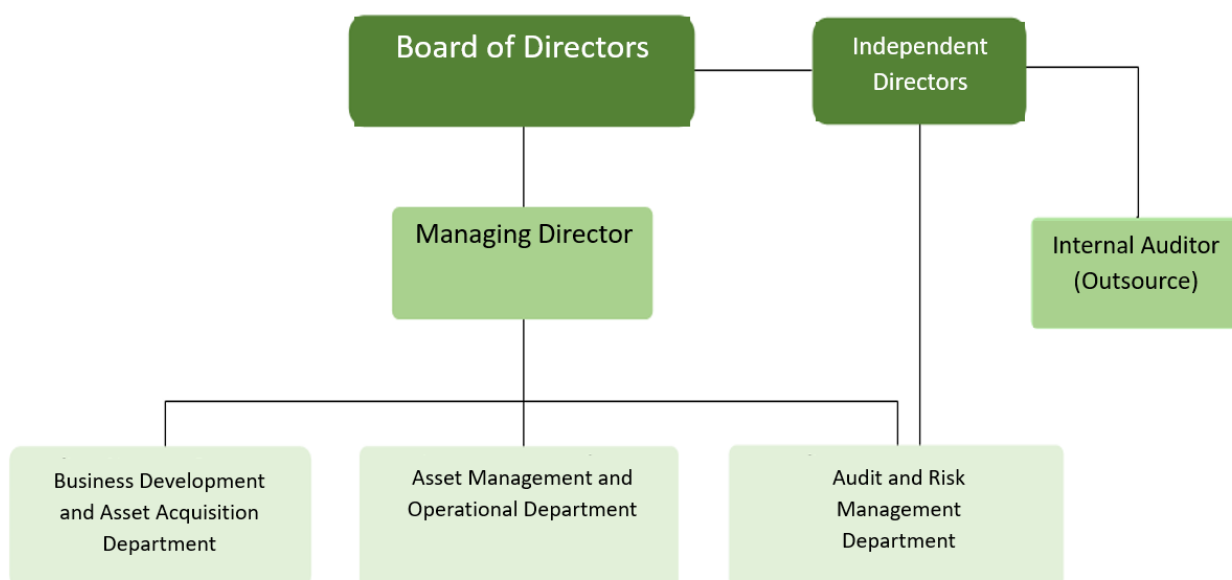 Board of Directors
Independent
Directors
Managing Director
Internal Auditor
(Outsource)
Business Development
and Asset Acquisition
Department
Asset Management and
Operational Department
Audit and Risk
Management
Department